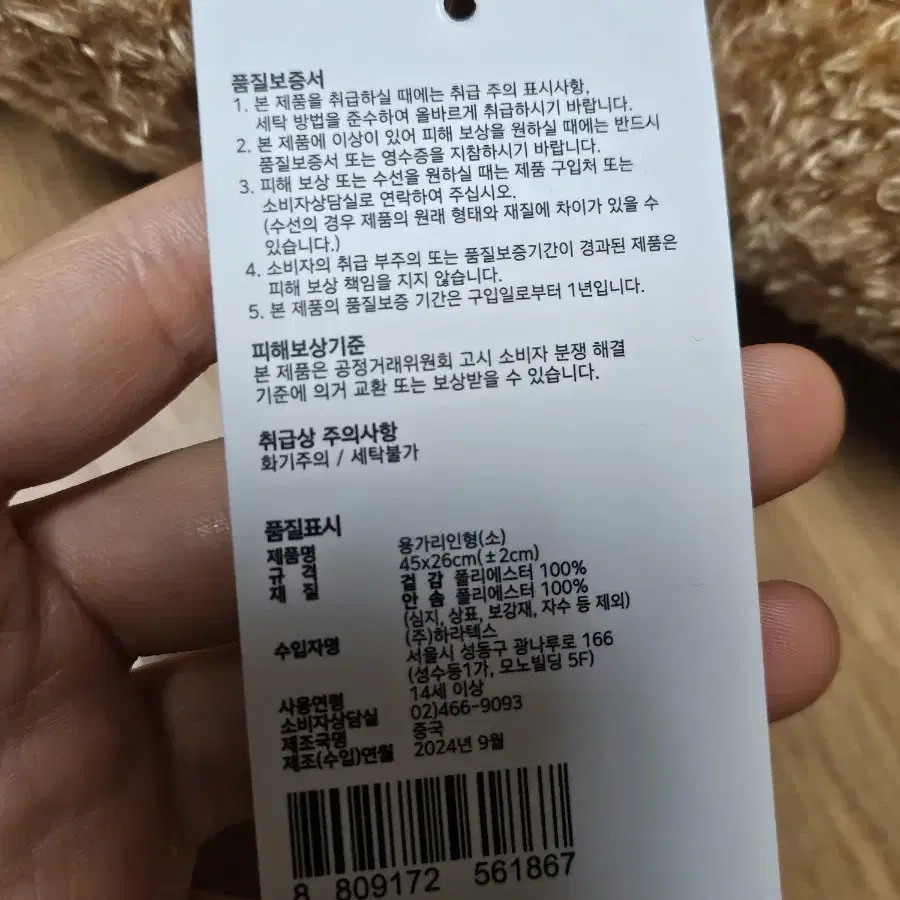 품질보증서
1. 본 제품을 취급하실 때에는 취급 주의 표시사항,
세탁 방법을 준수하여 올바르게 취급하시기 바랍니다.
2. 본 제품에 이상이 있어 피해 보상을 원하실 때에는 반드시
품질보증서 또는 영수증을 지참하시기 바랍니다.
3. 피해 보상 또는 수선을 원하실 때는 제품 구입처 또는
소비자상담실로 연락하여 주십시오.
(수선의 경우 제품의 원래 형태와 재질에 차이가 있을 수
있습니다.)
4. 소비자의 취급 부주의 또는 품질보증기간이 경과된 제품은
피해 보상 책임을 지지 않습니다.
5. 본 제품의 품질보증 기간은 구입일로부터 1년입니다.
피해보상기준
본 제품은 공정거래위원회 고시 소비자 분쟁 해결
기준에 의거 교환 또는 보상받을 수 있습니다.
취급상 주의사항
화기주의 / 세탁불가
품질표시
제품명 용가리인형(소)
규 격 45x26cm(±2cm)
재 질 겉 감 폴리에스터 100%
안 솜 폴리에스터 100%
(심지, 상표, 보강재, 자수 등 제외)
수입자명 (주)하라텍스
서울시 성동구 광나루로 166
(성수동1가, 모노빌딩 5F)
사용연령 14세 이상
소비자상담실 02)466-9093
제조국명 중국
제조(수입)연월 2024년 9월
8 809172 561867